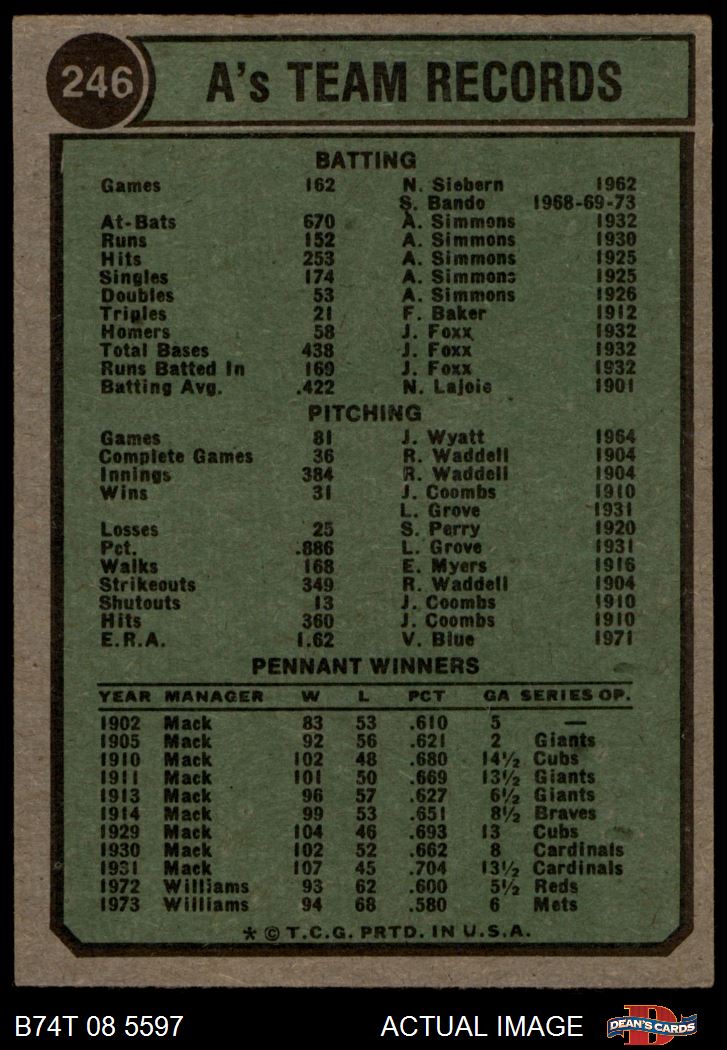 246
A's TEAM RECORDS
BATTING
Games 162 N. Siebern 1962
S. Bando 1968-69-73
At-Bats 670 A. Simmons 1932
Runs 152 A. Simmons 1930
Hits 253 A. Simmons 1925
Singles 174 A. Simmons 1925
Doubles 53 A. Simmons 1926
Triples 21 F. Baker 1912
Homers 58 J. Foxx 1932
Total Bases 438 J. Foxx 1932
Runs Batted In 169 J. Foxx 1932
Batting Avg. .422 N. Lajoie 1901
PITCHING
Games 81 J. Wyatt 1964
Complete Games 36 R. Waddell 1904
Innings 384 R. Waddell 1904
Wins 31 J. Coombs 1910
L. Grove 1931
Losses 25 S. Perry 1920
Pct. .886 L. Grove 1931
Walks 168 E. Myers 1916
Strikeouts 349 R. Waddell 1904
Shutouts 13 J. Coombs 1910
Hits 360 J. Coombs 1910
E.R.A. 1.62 V. Blue 1971
PENNANT WINNERS
YEAR MANAGER W L PCT GA SERIES OP.
1902 Mack 83 53 .610 5 —
1905 Mack 92 56 .621 2 Giants
1910 Mack 102 48 .680 14½ Cubs
1911 Mack 101 50 .669 13½ Giants
1913 Mack 96 57 .627 6½ Giants
1914 Mack 99 53 .651 8½ Braves
1929 Mack 104 46 .693 13 Cubs
1930 Mack 102 52 .662 8 Cardinals
1931 Mack 107 45 .704 13½ Cardinals
1972 Williams 93 62 .600 5½ Reds
1973 Williams 94 68 .580 6 Mets
* © T.C.G. PRTD. IN U.S.A.
B74T 08 5597 ACTUAL IMAGE DEAN'S CARDS